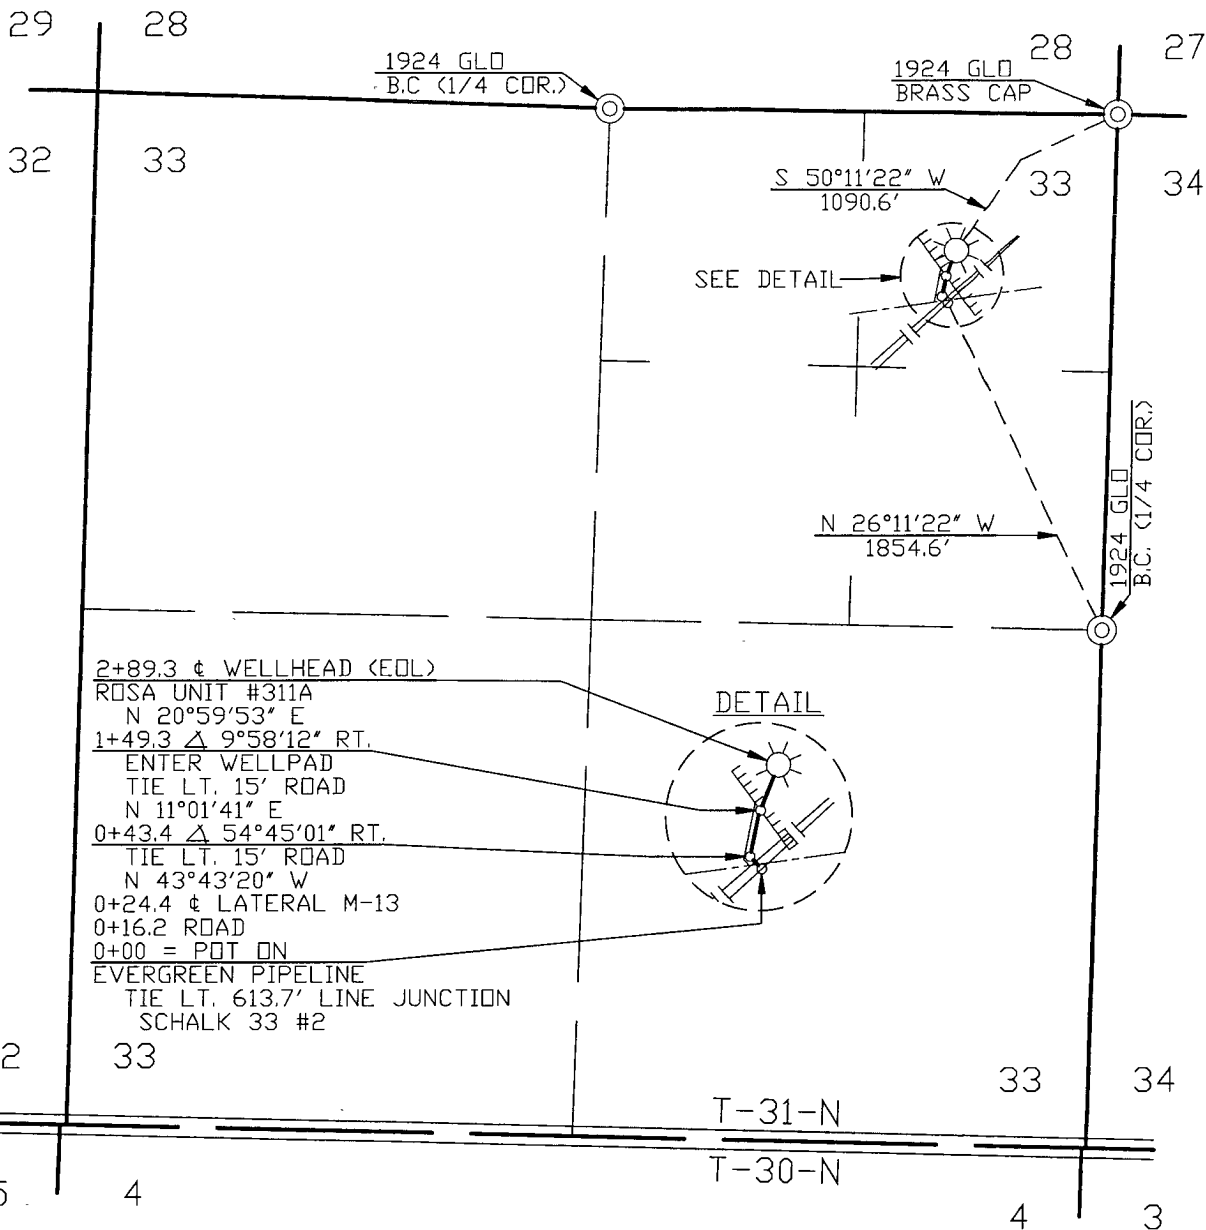 29 28
28 27
1924 GLO
B.C (1/4 COR.)
1924 GLO
BRASS CAP
32 33
33 34
S 50°11'22" W
1090.6'
SEE DETAIL
1924 GLO
B.C. (1/4 COR.)
N 26°11'22" W
1854.6'
2+89.3 ℄ WELLHEAD (EOL)
ROSA UNIT #311A
N 20°59'53" E
1+49.3 ∆ 9°58'12" RT.
ENTER WELLPAD
TIE LT. 15' ROAD
N 11°01'41" E
0+43.4 ∆ 54°45'01" RT.
TIE LT. 15' ROAD
N 43°43'20" W
0+24.4 ℄ LATERAL M-13
0+16.2 ROAD
0+00 = POT ON
EVERGREEN PIPELINE
TIE LT. 613.7' LINE JUNCTION
SCHALK 33 #2
DETAIL
2 33
33 34
T-31-N
T-30-N
5 4
4 3